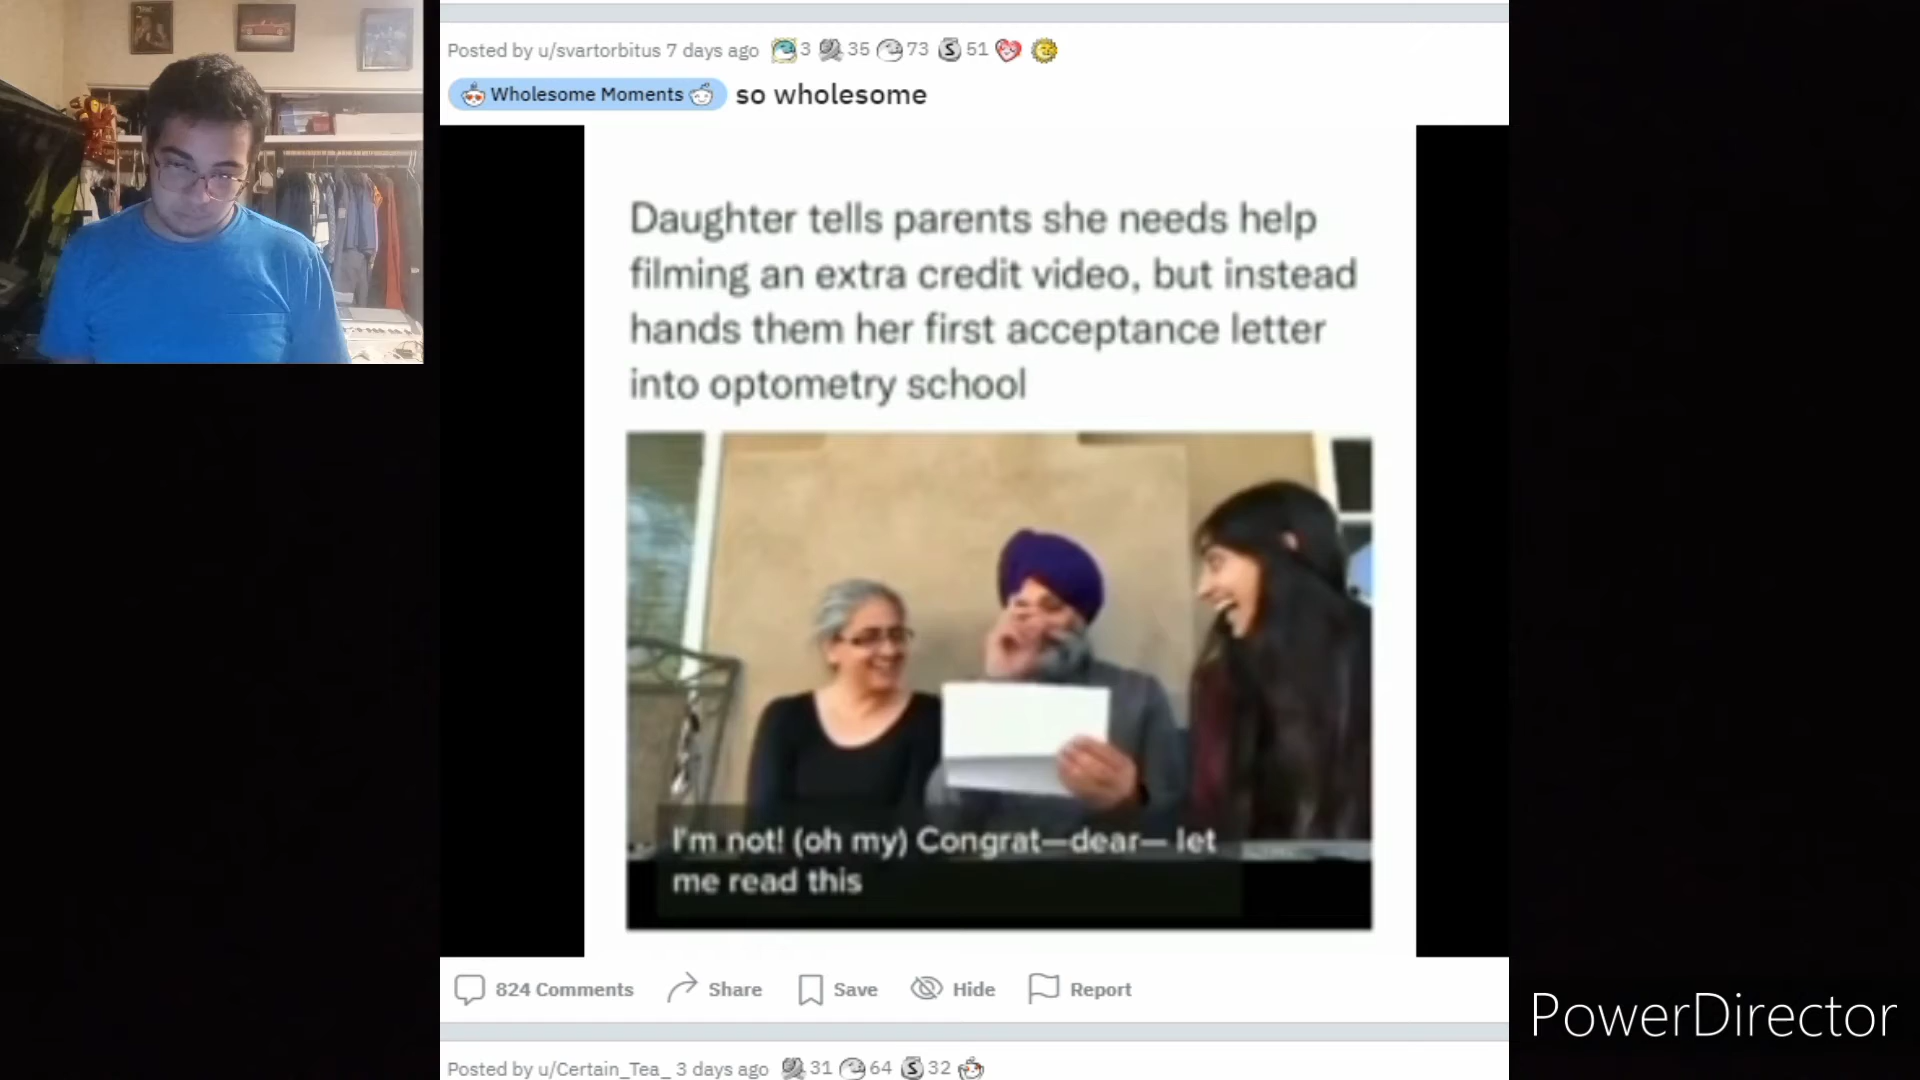 Posted by u/svartorbitus 7 days ago 3 35 73 51
Wholesome Moments so wholesome
Daughter tells parents she needs help
filming an extra credit video, but instead
hands them her first acceptance letter
into optometry school
I'm not! (oh my) Congrat—dear— let
me read this
824 Comments Share Save Hide Report
PowerDirector
Posted by u/Certain_Tea_ 3 days ago 31 64 32